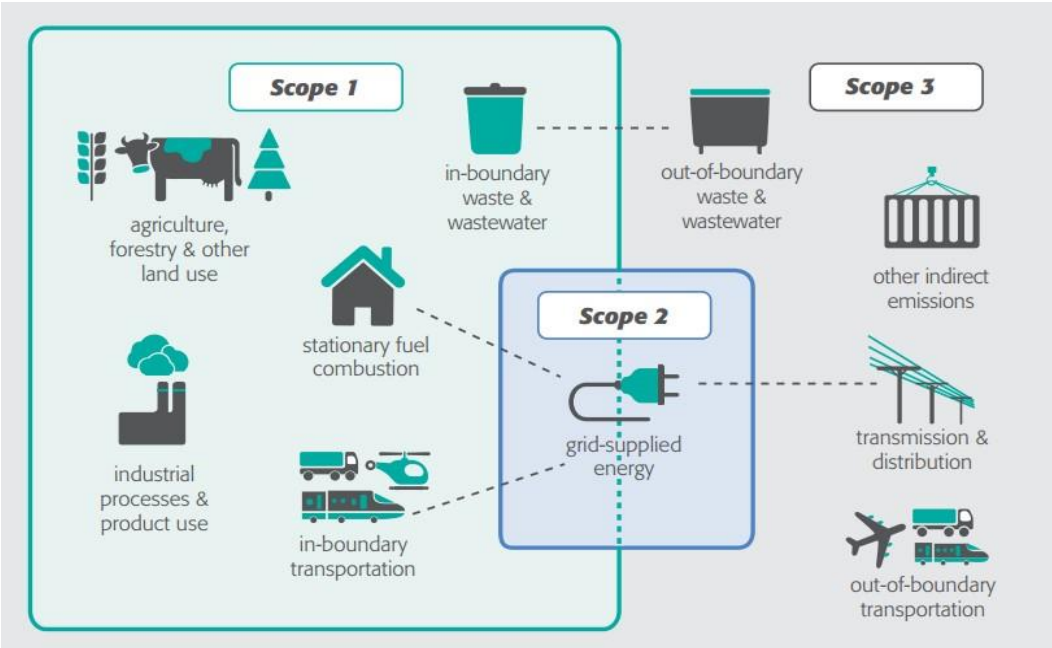 Scope 1
Scope 3
in-boundary
waste &
wastewater
out-of-boundary
waste &
wastewater
agriculture,
forestry & other
land use
other indirect
emissions
Scope 2
stationary fuel
combustion
grid-supplied
energy
transmission &
distribution
industrial
processes &
product use
in-boundary
transportation
out-of-boundary
transportation